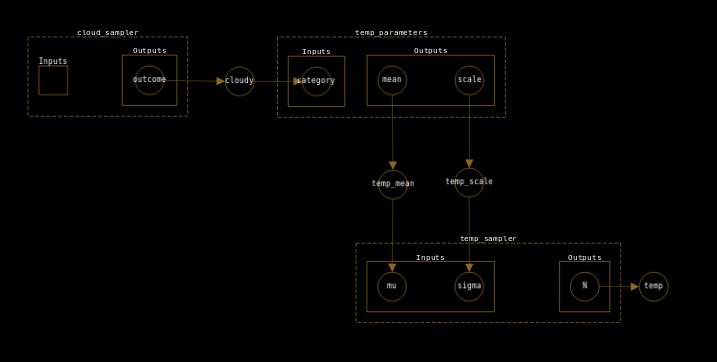 cloud_sampler
Inputs
Outputs
outcome
cloudy
temp_parameters
Inputs
Outputs
category
mean
scale
temp_mean
temp_scale
temp_sampler
Inputs
Outputs
mu
sigma
N
temp